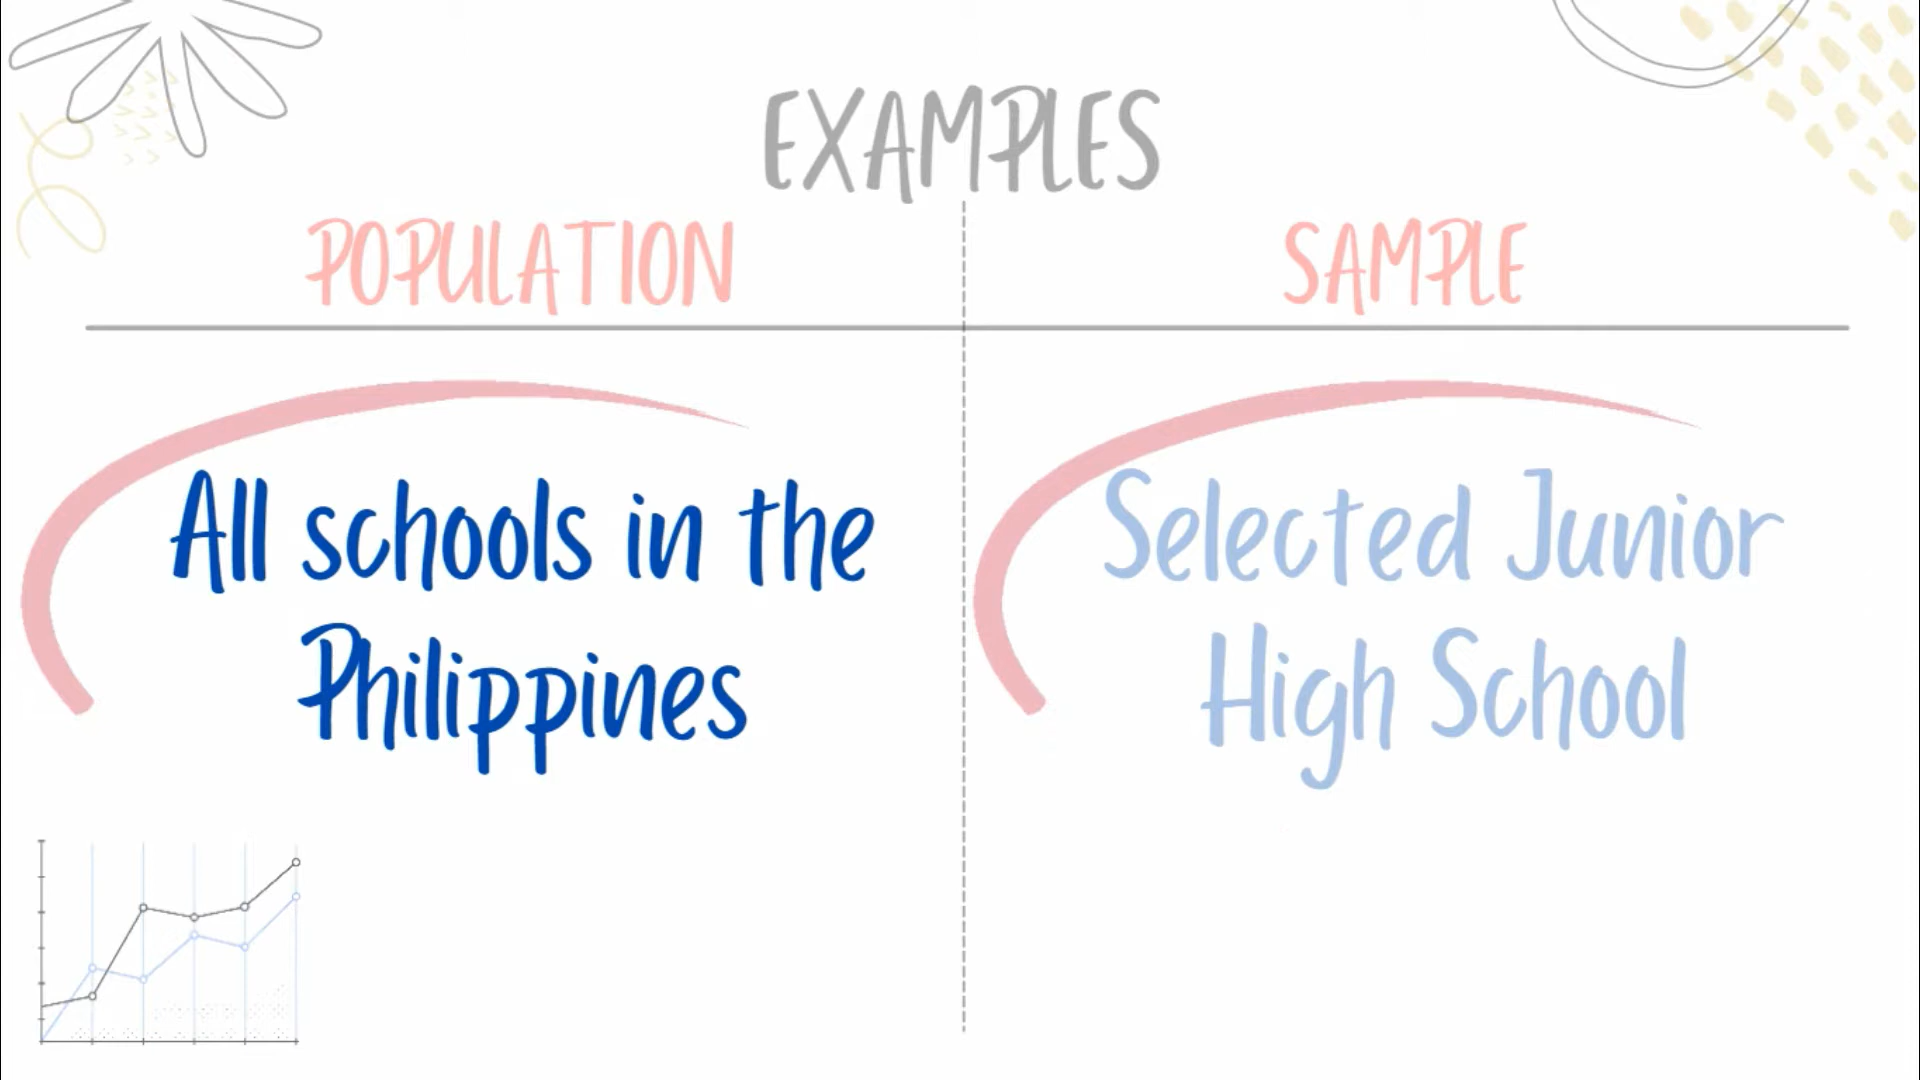 EXAMPLES
POPULATION
SAMPLE
All schools in the
Philippines
Selected Junior
High School